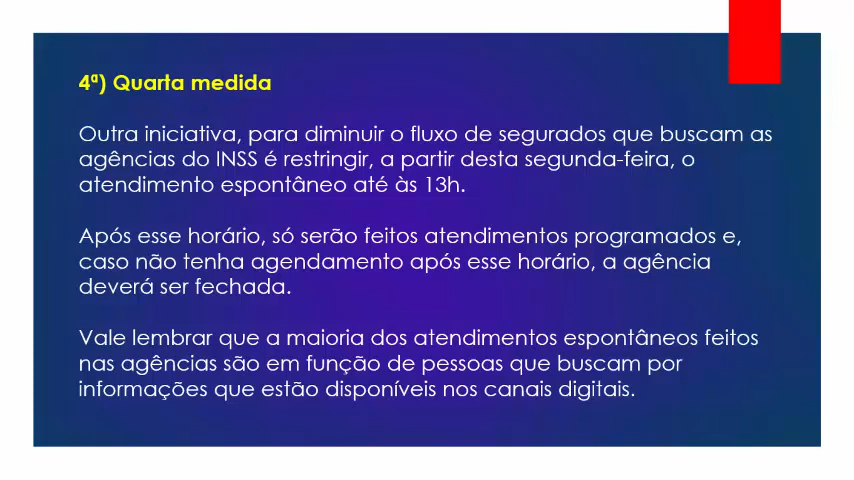 4ª) Quarta medida
Outra iniciativa, para diminuir o fluxo de segurados que buscam as
agências do INSS é restringir, a partir desta segunda-feira, o
atendimento espontâneo até às 13h.
Após esse horário, só serão feitos atendimentos programados e,
caso não tenha agendamento após esse horário, a agência
deverá ser fechada.
Vale lembrar que a maioria dos atendimentos espontâneos feitos
nas agências são em função de pessoas que buscam por
informações que estão disponíveis nos canais digitais.